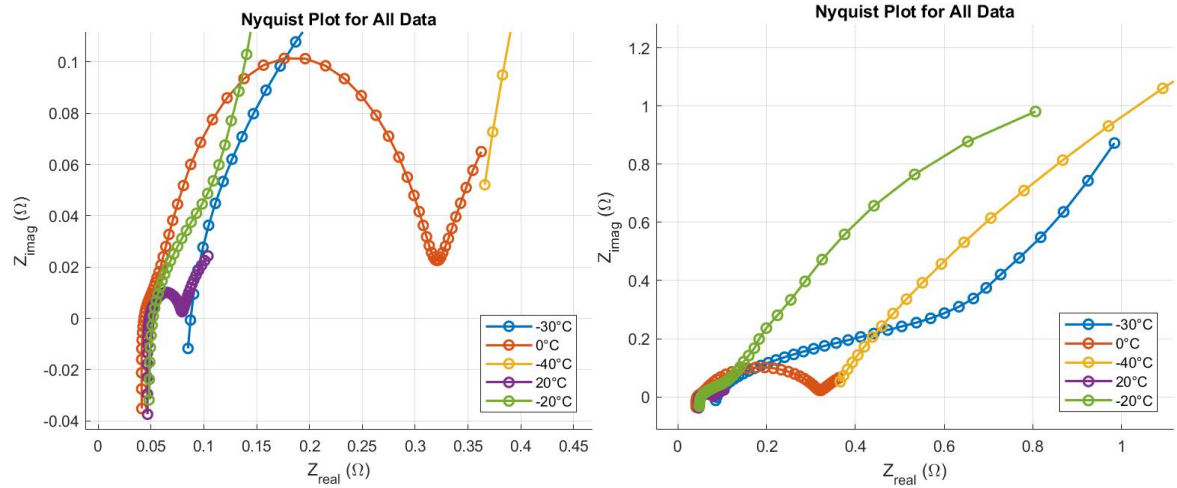 Nyquist Plot for All Data
Z_imag (Ω)
0.1
0.08
0.06
0.04
0.02
0
-0.02
-0.04
0
0.05
0.1
0.15
0.2
0.25
0.3
0.35
0.4
0.45
Z_real (Ω)
-30°C
0°C
-40°C
20°C
-20°C
Nyquist Plot for All Data
Z_imag (Ω)
1.2
1
0.8
0.6
0.4
0.2
0
0
0.2
0.4
0.6
0.8
1
Z_real (Ω)
-30°C
0°C
-40°C
20°C
-20°C